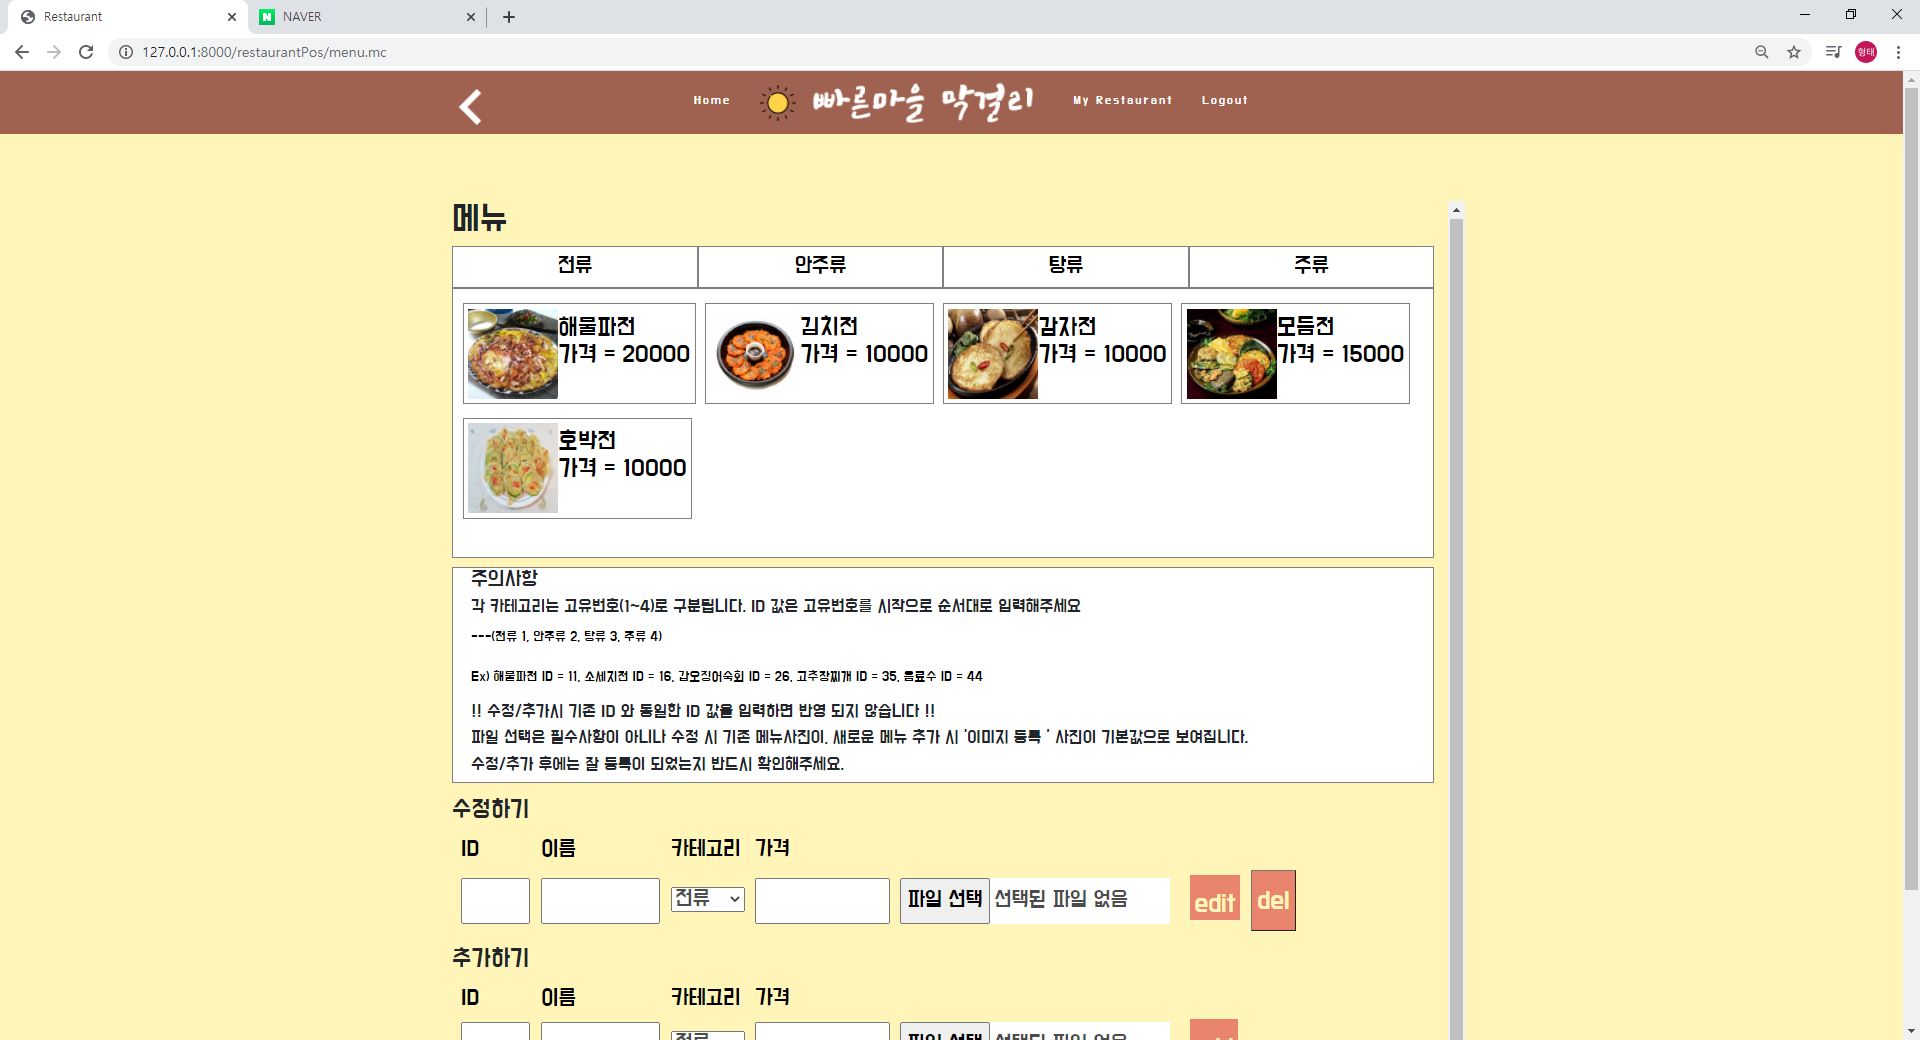 Restaurant
NAVER
127.0.0.1:8000/restaurantPos/menu.mc
형태
Home
빠른마을 막걸리
My Restaurant
Logout
메뉴
전류 안주류 탕류 주류
해물파전
가격 = 20000
김치전
가격 = 10000
감자전
가격 = 10000
모듬전
가격 = 15000
호박전
가격 = 10000
주의사항
각 카테고리는 고유번호(1~4)로 구분됩니다. ID 값은 고유번호를 시작으로 순서대로 입력해주세요
---(전류 1, 안주류 2, 탕류 3, 주류 4)
Ex) 해물파전 ID = 11, 소세지전 ID = 16, 갑오징어숙회 ID = 26, 고추장찌개 ID = 35, 음료수 ID = 44
!! 수정/추가시 기존 ID 와 동일한 ID 값을 입력하면 반영 되지 않습니다 !!
파일 선택은 필수사항이 아니나 수정 시 기존 메뉴사진이, 새로운 메뉴 추가 시 '이미지 등록 ' 사진이 기본값으로 보여집니다.
수정/추가 후에는 잘 등록이 되었는지 반드시 확인해주세요.
수정하기
ID 이름 카테고리 가격
전류 파일 선택 선택된 파일 없음 edit del
추가하기
ID 이름 카테고리 가격
전류 파일 선택 선택된 파일 없음